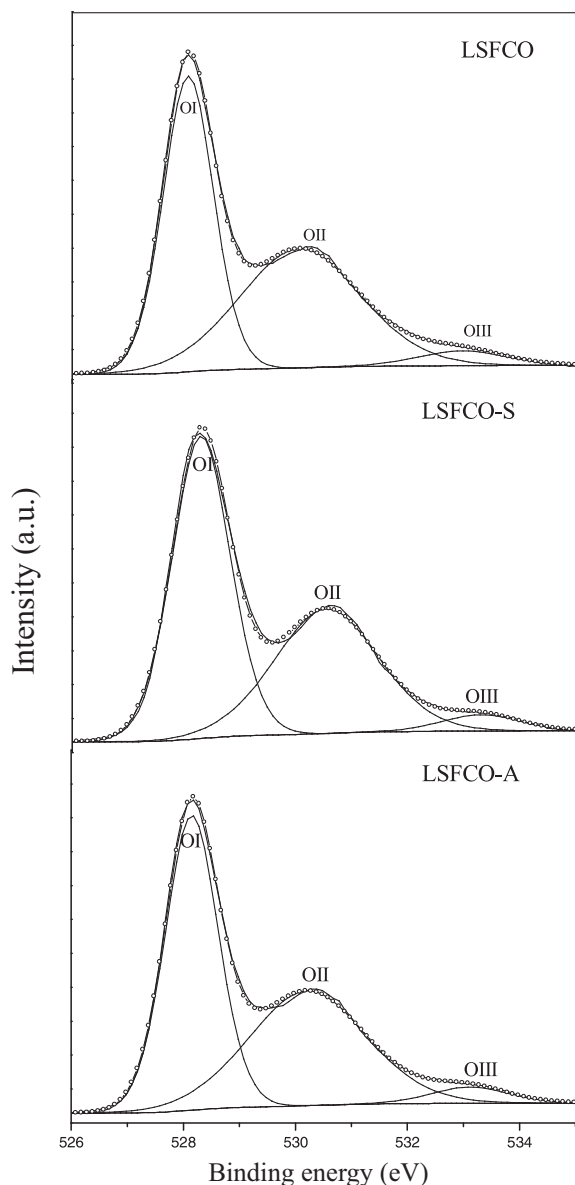 LSFCO
OI
OII
OIII
LSFCO-S
OI
OII
OIII
LSFCO-A
OI
OII
OIII
Intensity (a.u.)
526 528 530 532 534
Binding energy (eV)